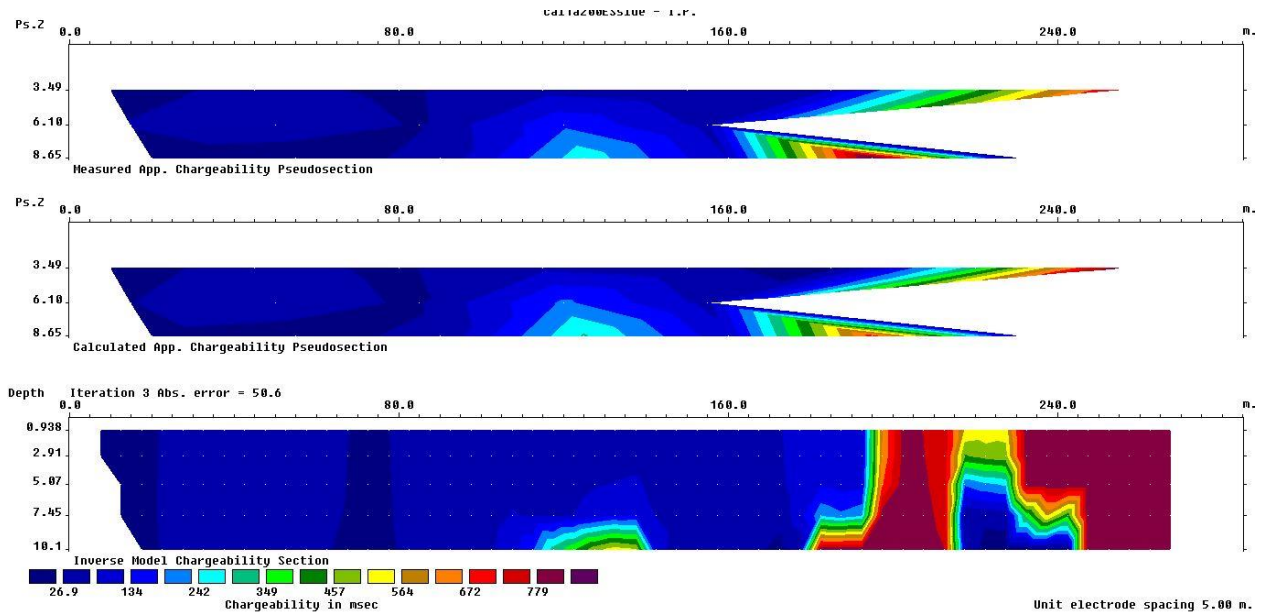 Ps.Z 0.0 80.0 160.0 240.0 m.
3.49
6.10
8.65
Measured App. Chargeability Pseudosection
Ps.Z 0.0 80.0 160.0 240.0 m.
3.49
6.10
8.65
Calculated App. Chargeability Pseudosection
Depth Iteration 3 Abs. error = 50.6
0.0 80.0 160.0 240.0 m.
0.938
2.91
5.07
7.45
10.1
Inverse Model Chargeability Section
26.9 134 242 349 457 564 672 779
Chargeability in msec
Unit electrode spacing 5.00 m.